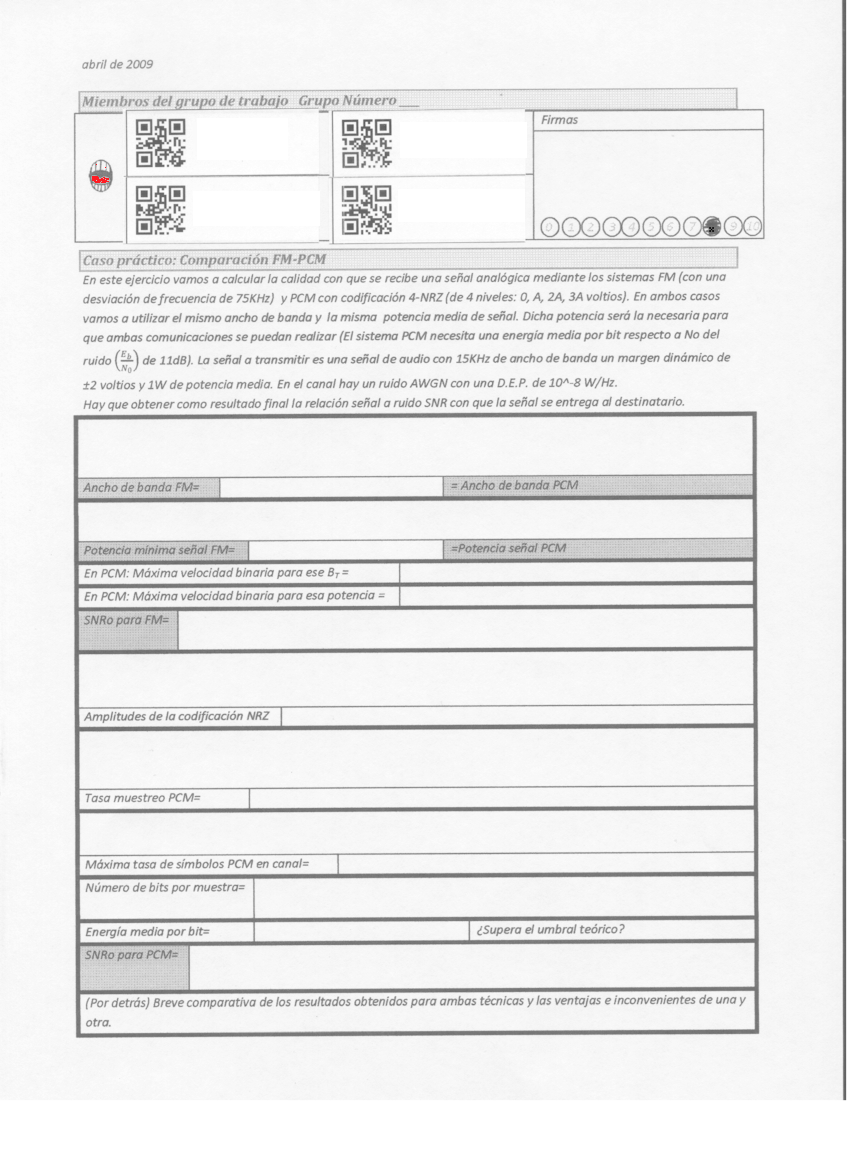 abril de 2009
Miembros del grupo de trabajo Grupo Número ___
Firmas
0 1 2 3 4 5 6 7 9 10
Caso práctico: Comparación FM-PCM
En este ejercicio vamos a calcular la calidad con que se recibe una señal analógica mediante los sistemas FM (con una
desviación de frecuencia de 75KHz) y PCM con codificación 4-NRZ (de 4 niveles: 0, A, 2A, 3A voltios). En ambos casos
vamos a utilizar el mismo ancho de banda y la misma potencia media de señal. Dicha potencia será la necesaria para
que ambas comunicaciones se puedan realizar (El sistema PCM necesita una energía media por bit respecto a No del
ruido (E_b/N_0) de 11dB). La señal a transmitir es una señal de audio con 15KHz de ancho de banda un margen dinámico de
±2 voltios y 1W de potencia media. En el canal hay un ruido AWGN con una D.E.P. de 10^-8 W/Hz.
Hay que obtener como resultado final la relación señal a ruido SNR con que la señal se entrega al destinatario.
Ancho de banda FM= = Ancho de banda PCM
Potencia mínima señal FM= =Potencia señal PCM
En PCM: Máxima velocidad binaria para ese B_T =
En PCM: Máxima velocidad binaria para esa potencia =
SNRo para FM=
Amplitudes de la codificación NRZ
Tasa muestreo PCM=
Máxima tasa de símbolos PCM en canal=
Número de bits por muestra=
Energía media por bit= ¿Supera el umbral teórico?
SNRo para PCM=
(Por detrás) Breve comparativa de los resultados obtenidos para ambas técnicas y las ventajas e inconvenientes de una y
otra.